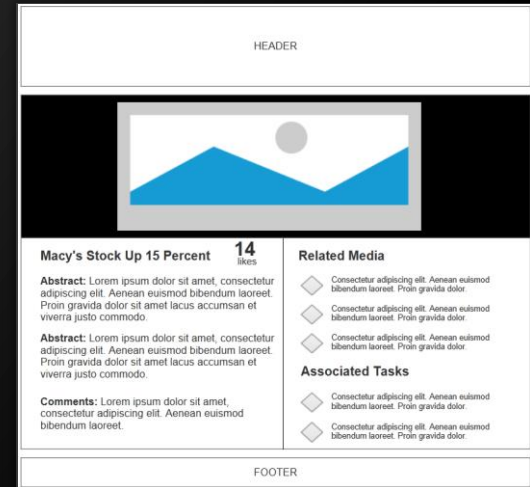 HEADER
Macy's Stock Up 15 Percent
14
likes
Abstract: Lorem ipsum dolor sit amet, consectetur
adipiscing elit. Aenean euismod bibendum laoreet.
Proin gravida dolor sit amet lacus accumsan et
viverra justo commodo.
Abstract: Lorem ipsum dolor sit amet, consectetur
adipiscing elit. Aenean euismod bibendum laoreet.
Proin gravida dolor sit amet lacus accumsan et
viverra justo commodo.
Comments: Lorem ipsum dolor sit amet,
consectetur adipiscing elit. Aenean euismod
bibendum laoreet.
Related Media
Consectetur adipiscing elit. Aenean euismod
bibendum laoreet. Proin gravida dolor.
Consectetur adipiscing elit. Aenean euismod
bibendum laoreet. Proin gravida dolor.
Consectetur adipiscing elit. Aenean euismod
bibendum laoreet. Proin gravida dolor.
Associated Tasks
Consectetur adipiscing elit. Aenean euismod
bibendum laoreet. Proin gravida dolor.
Consectetur adipiscing elit. Aenean euismod
bibendum laoreet. Proin gravida dolor.
FOOTER